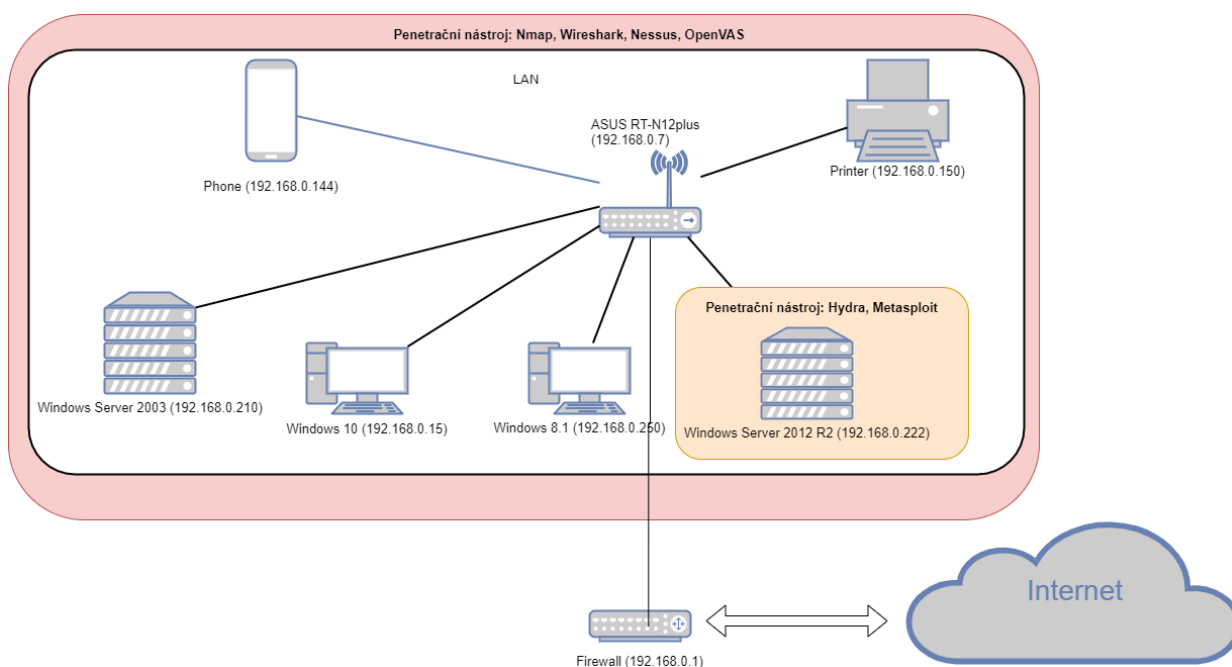 Penetrační nástroj: Nmap, Wireshark, Nessus, OpenVAS
LAN
ASUS RT-N12plus
(192.168.0.7)
Phone (192.168.0.144)
Printer (192.168.0.150)
Penetrační nástroj: Hydra, Metasploit
Windows Server 2003 (192.168.0.210)
Windows 10 (192.168.0.15)
Windows 8.1 (192.168.0.250)
Windows Server 2012 R2 (192.168.0.222)
Internet
Firewall (192.168.0.1)